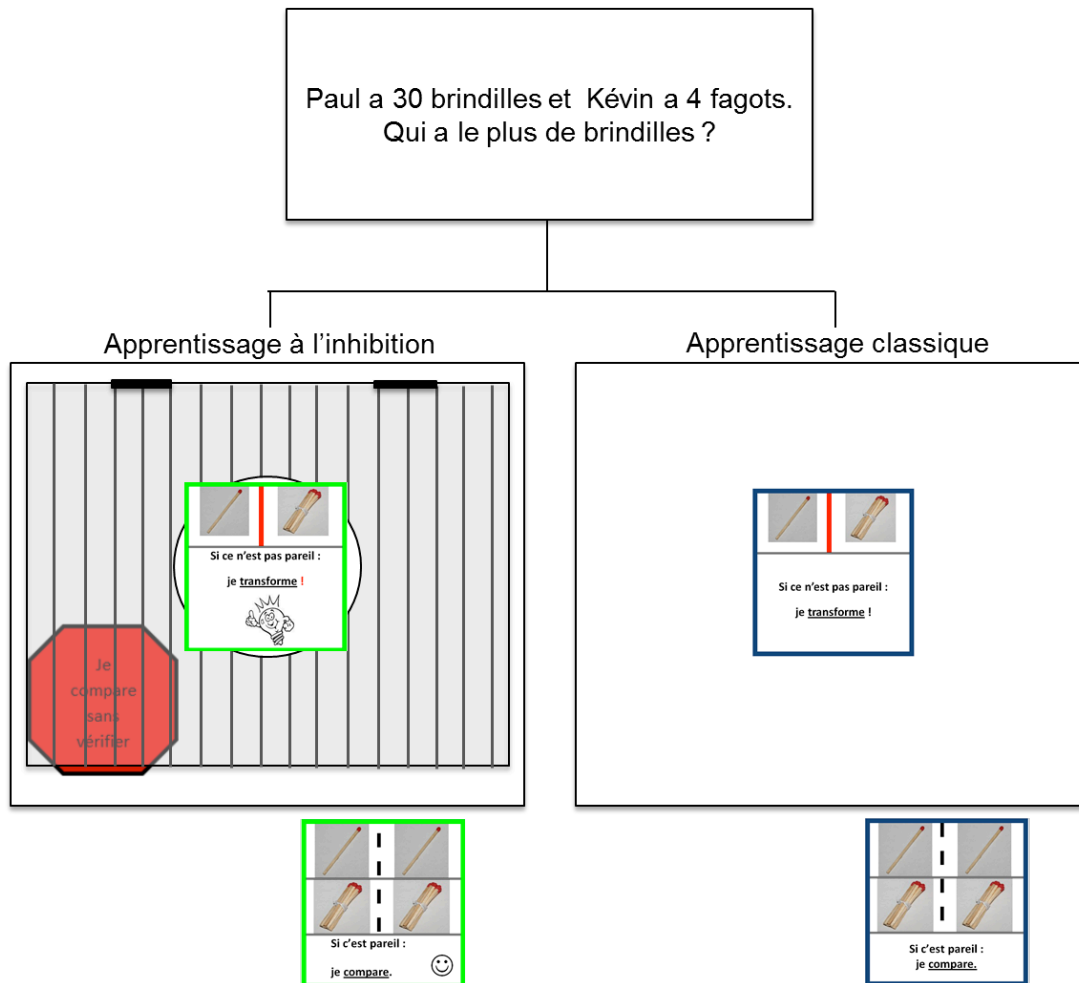 Paul a 30 brindilles et Kévin a 4 fagots.
Qui a le plus de brindilles ?
Apprentissage à l'inhibition
Apprentissage classique
Si ce n'est pas pareil :
je transforme !
Je
compare
sans
vérifier
Si ce n'est pas pareil :
je transforme !
Si c'est pareil :
je compare.
Si c'est pareil :
je compare.